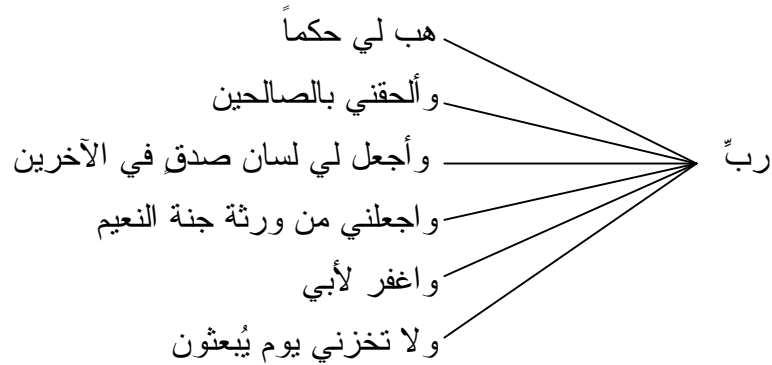 ربِّ
هب لي حكماً
وألحقني بالصالحين
وأجعل لي لسان صدقٍ في الآخرين
واجعلني من ورثة جنة النعيم
واغفر لأبي
ولا تخزني يوم يُبعثون